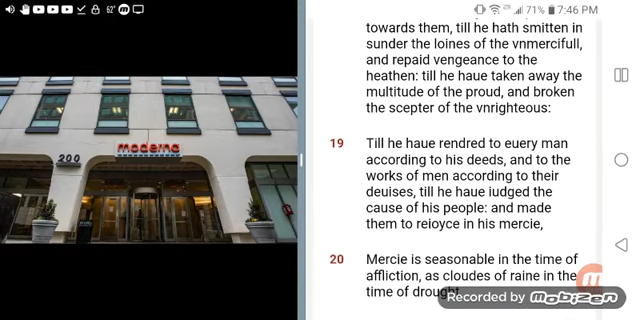 62°
71% 7:46 PM
moderna
200
towards them, till he hath smitten in
sunder the loines of the vnmercifull,
and repaid vengeance to the
heathen: till he haue taken away the
multitude of the proud, and broken
the scepter of the vnrighteous:
19 Till he haue rendred to euery man
according to his deeds, and to the
works of men according to their
deuises, till he haue iudged the
cause of his people: and made
them to reioyce in his mercie,
20 Mercie is seasonable in the time of
affliction, as cloudes of raine in the
time of drought.
Recorded by Mobizen